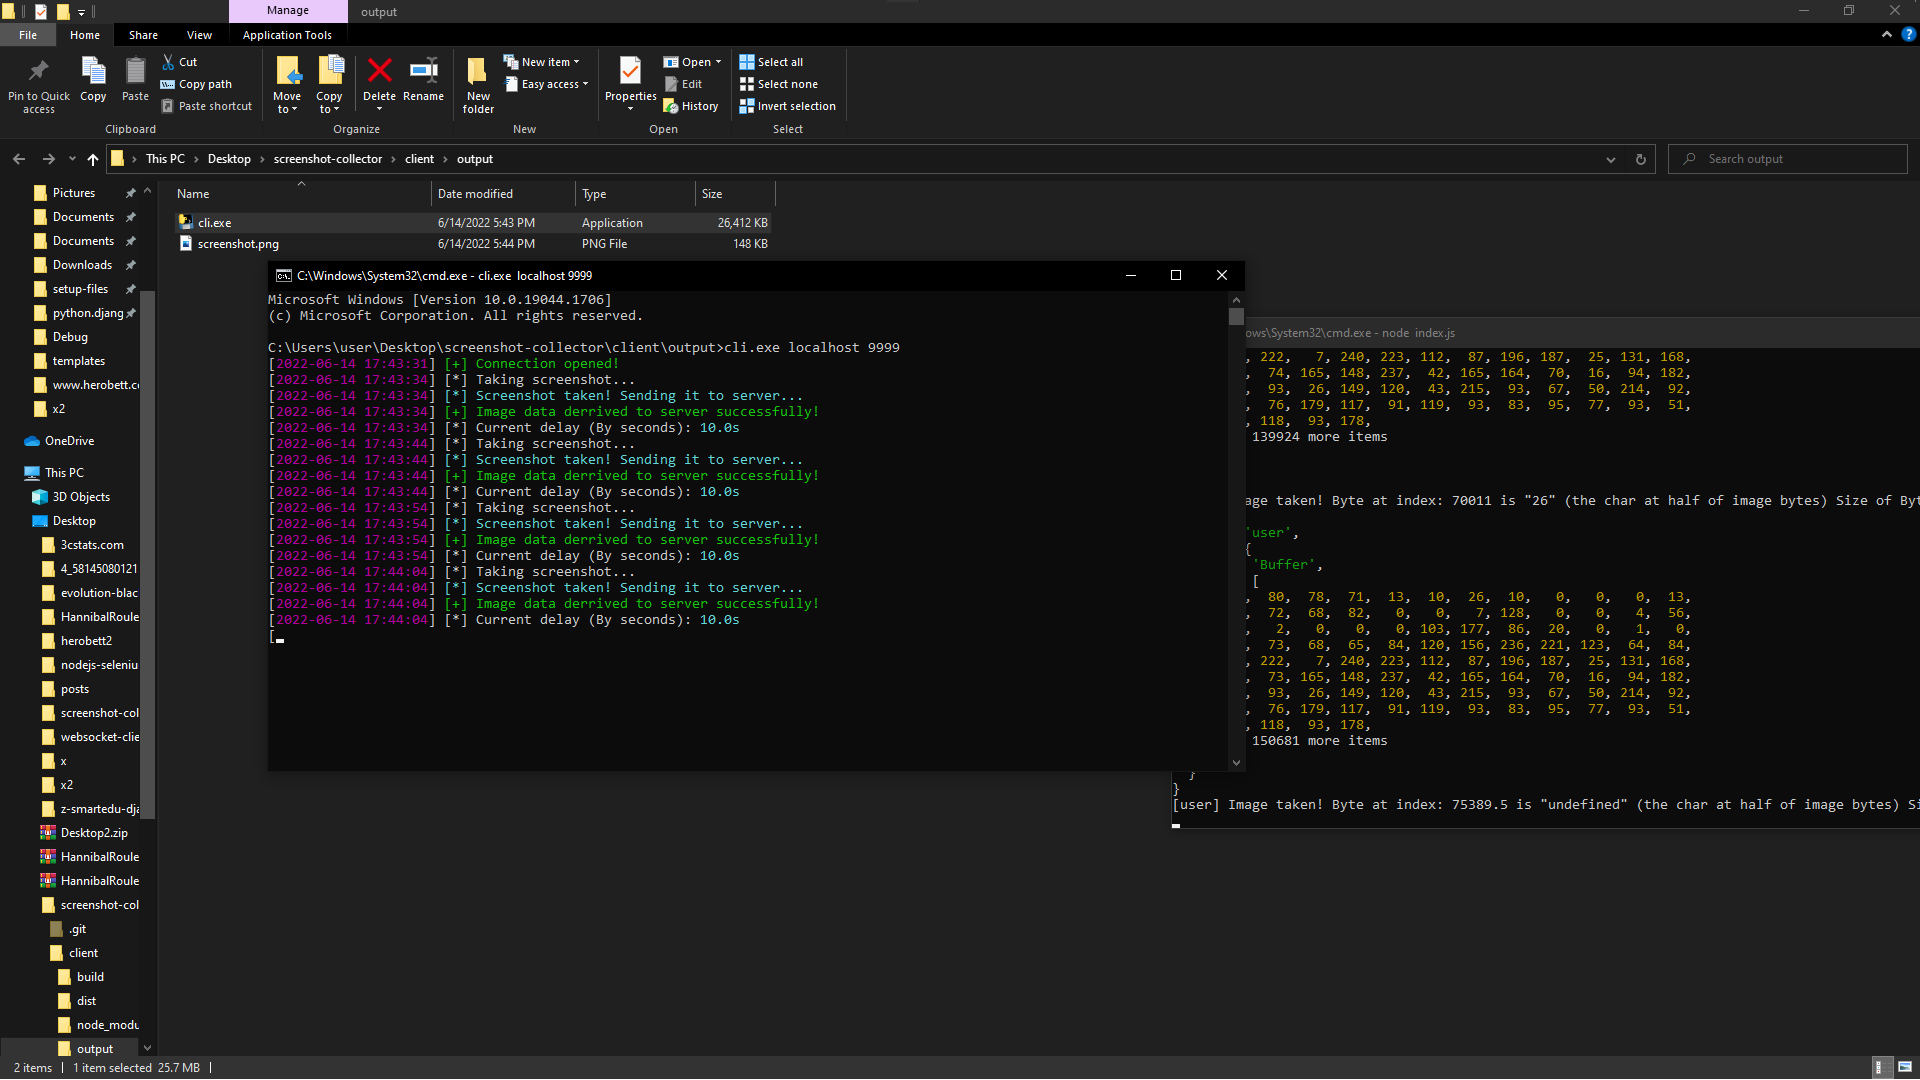 Manage
output
File
Home
Share
View
Application Tools
Pin to Quick access
Copy
Paste
Cut
Copy path
Paste shortcut
Clipboard
Move to
Copy to
Delete
Rename
Organize
New folder
New item
Easy access
New
Properties
Open
Edit
History
Open
Select all
Select none
Invert selection
Select
This PC › Desktop › screenshot-collector › client › output
Search output
Name
Date modified
Type
Size
cli.exe 6/14/2022 5:43 PM Application 26,412 KB
screenshot.png 6/14/2022 5:44 PM PNG File 148 KB
Pictures
Documents
Documents
Downloads
setup-files
python.djang
Debug
templates
www.herobett.c
x2
OneDrive
This PC
3D Objects
Desktop
3cstats.com
4_58145080121
evolution-blac
HannibalRoule
herobett2
nodejs-seleniu
posts
screenshot-col
websocket-clie
x
x2
z-smartedu-dja
Desktop2.zip
HannibalRoule
HannibalRoule
screenshot-col
.git
client
build
dist
node_modu
output
C:\Windows\System32\cmd.exe - cli.exe  localhost 9999
Microsoft Windows [Version 10.0.19044.1706]
(c) Microsoft Corporation. All rights reserved.
C:\Users\user\Desktop\screenshot-collector\client\output>cli.exe localhost 9999
[2022-06-14 17:43:31] [+] Connection opened!
[2022-06-14 17:43:34] [*] Taking screenshot...
[2022-06-14 17:43:34] [*] Screenshot taken! Sending it to server...
[2022-06-14 17:43:34] [+] Image data derrived to server successfully!
[2022-06-14 17:43:34] [*] Current delay (By seconds): 10.0s
[2022-06-14 17:43:44] [*] Taking screenshot...
[2022-06-14 17:43:44] [*] Screenshot taken! Sending it to server...
[2022-06-14 17:43:44] [+] Image data derrived to server successfully!
[2022-06-14 17:43:44] [*] Current delay (By seconds): 10.0s
[2022-06-14 17:43:54] [*] Taking screenshot...
[2022-06-14 17:43:54] [*] Screenshot taken! Sending it to server...
[2022-06-14 17:43:54] [+] Image data derrived to server successfully!
[2022-06-14 17:43:54] [*] Current delay (By seconds): 10.0s
[2022-06-14 17:44:04] [*] Taking screenshot...
[2022-06-14 17:44:04] [*] Screenshot taken! Sending it to server...
[2022-06-14 17:44:04] [+] Image data derrived to server successfully!
[2022-06-14 17:44:04] [*] Current delay (By seconds): 10.0s
[
ows\System32\cmd.exe - node  index.js
, 222,   7, 240, 223, 112,  87, 196, 187,  25, 131, 168,
,  74, 165, 148, 237,  42, 165, 164,  70,  16,  94, 182,
,  93,  26, 149, 120,  43, 215,  93,  67,  50, 214,  92,
,  76, 179, 117,  91, 119,  93,  83,  95,  77,  93,  51,
, 118,  93, 178,
139924 more items
age taken! Byte at index: 70011 is "26" (the char at half of image bytes) Size of Byt
'user',
{
'Buffer',
[
,  80,  78,  71,  13,  10,  26,  10,   0,   0,   0,  13,
,  72,  68,  82,   0,   0,   7, 128,   0,   0,   4,  56,
,   2,   0,   0,   0, 103, 177,  86,  20,   0,   1,   0,
,  73,  68,  65,  84, 120, 156, 236, 221, 123,  64,  84,
, 222,   7, 240, 223, 112,  87, 196, 187,  25, 131, 168,
,  73, 165, 148, 237,  42, 165, 164,  70,  16,  94, 182,
,  93,  26, 149, 120,  43, 215,  93,  67,  50, 214,  92,
,  76, 179, 117,  91, 119,  93,  83,  95,  77,  93,  51,
, 118,  93, 178,
150681 more items
}
}
[user] Image taken! Byte at index: 75389.5 is "undefined" (the char at half of image bytes) Si
2 items
1 item selected  25.7 MB